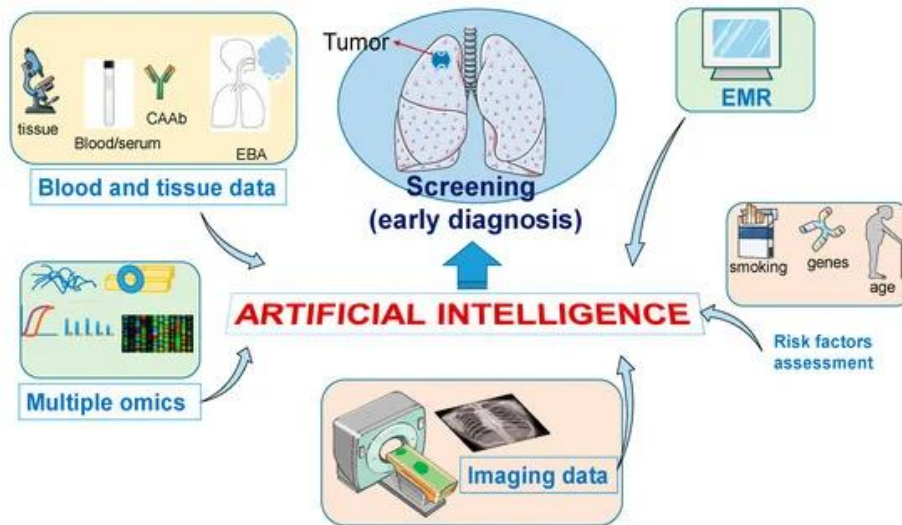 tissue
Blood/serum
CAAb
EBA
Blood and tissue data
Tumor
Screening
(early diagnosis)
EMR
smoking
genes
age
Risk factors
assessment
ARTIFICIAL INTELLIGENCE
Multiple omics
Imaging data